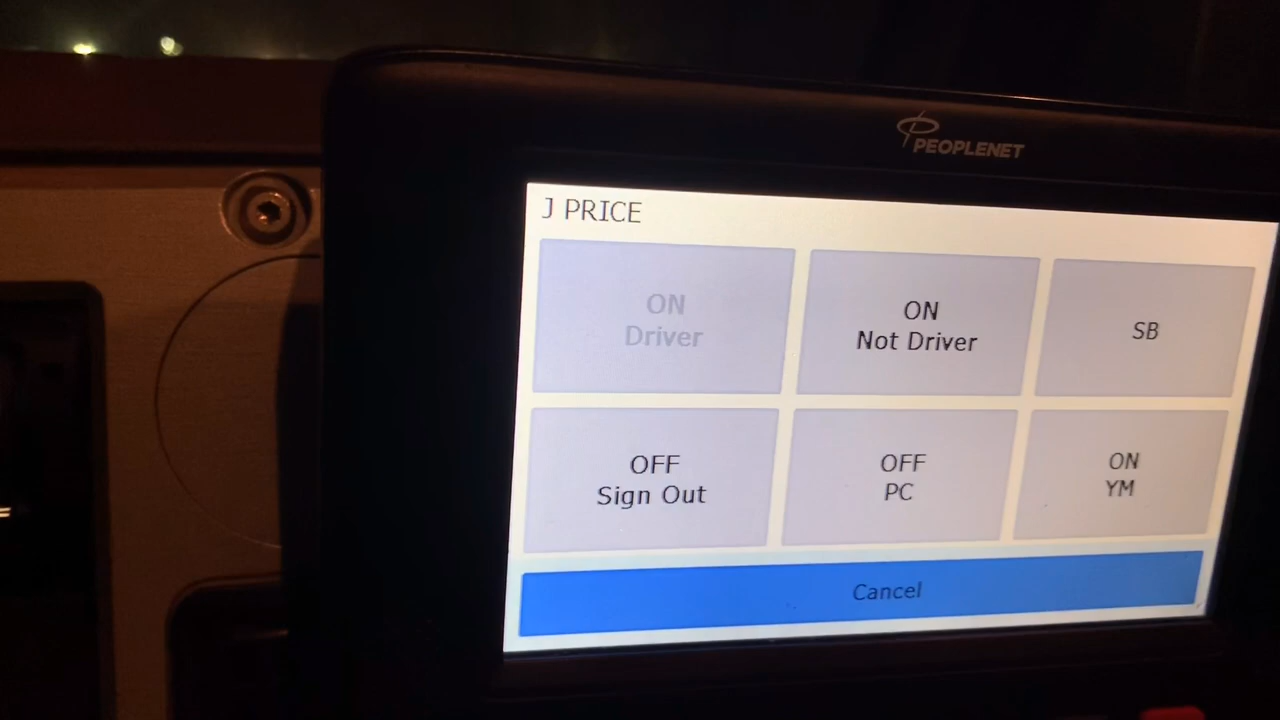 PEOPLENET
J PRICE
ON
Driver
ON
Not Driver
SB
OFF
Sign Out
OFF
PC
ON
YM
Cancel